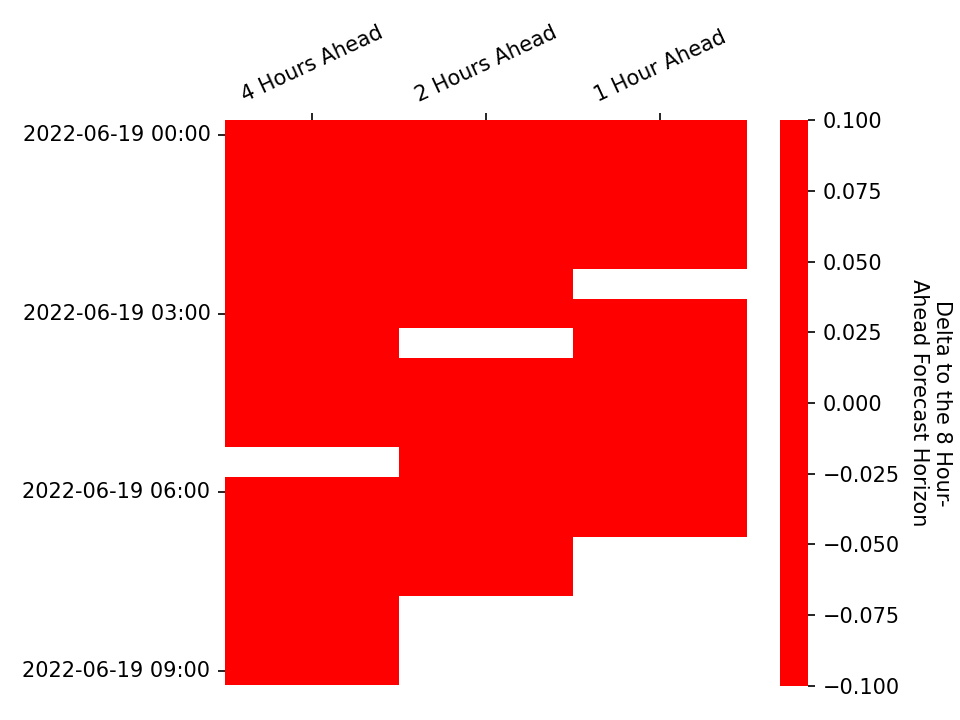 4 Hours Ahead
2 Hours Ahead
1 Hour Ahead
2022-06-19 00:00
2022-06-19 03:00
2022-06-19 06:00
2022-06-19 09:00
0.100
0.075
0.050
0.025
0.000
−0.025
−0.050
−0.075
−0.100
Delta to the 8 Hour-
Ahead Forecast Horizon